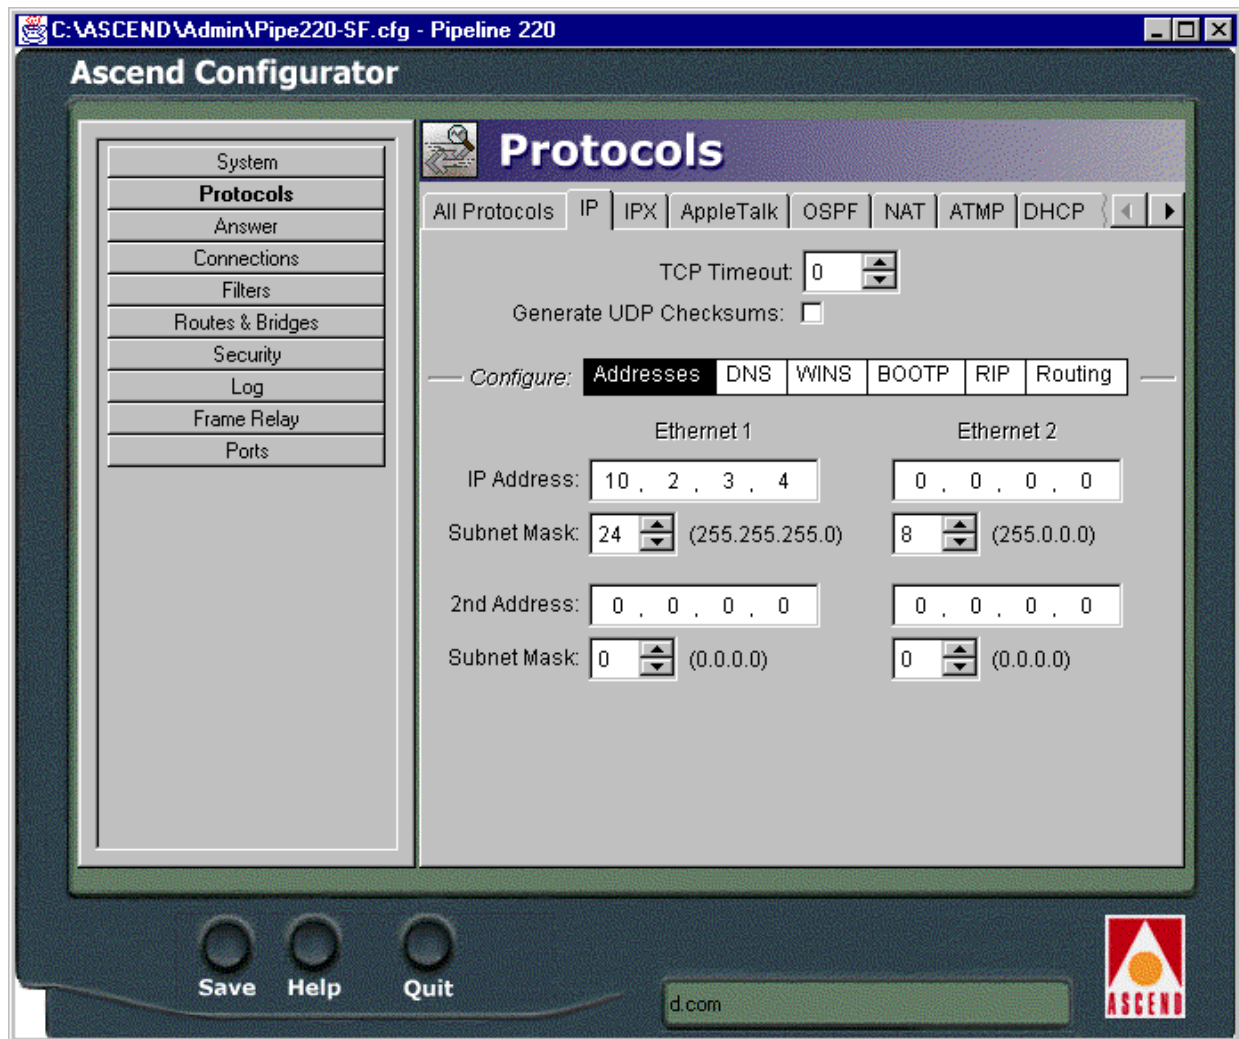 C:\ASCEND\Admin\Pipe220-SF.cfg - Pipeline 220
Ascend Configurator
System
Protocols
Answer
Connections
Filters
Routes & Bridges
Security
Log
Frame Relay
Ports
Protocols
All Protocols IP IPX AppleTalk OSPF NAT ATMP DHCP
TCP Timeout: 0
Generate UDP Checksums:
Configure: Addresses DNS WINS BOOTP RIP Routing
Ethernet 1 Ethernet 2
IP Address: 10 . 2 . 3 . 4 0 . 0 . 0 . 0
Subnet Mask: 24 (255.255.255.0) 8 (255.0.0.0)
2nd Address: 0 . 0 . 0 . 0 0 . 0 . 0 . 0
Subnet Mask: 0 (0.0.0.0) 0 (0.0.0.0)
Save Help Quit
d.com
ASCEND